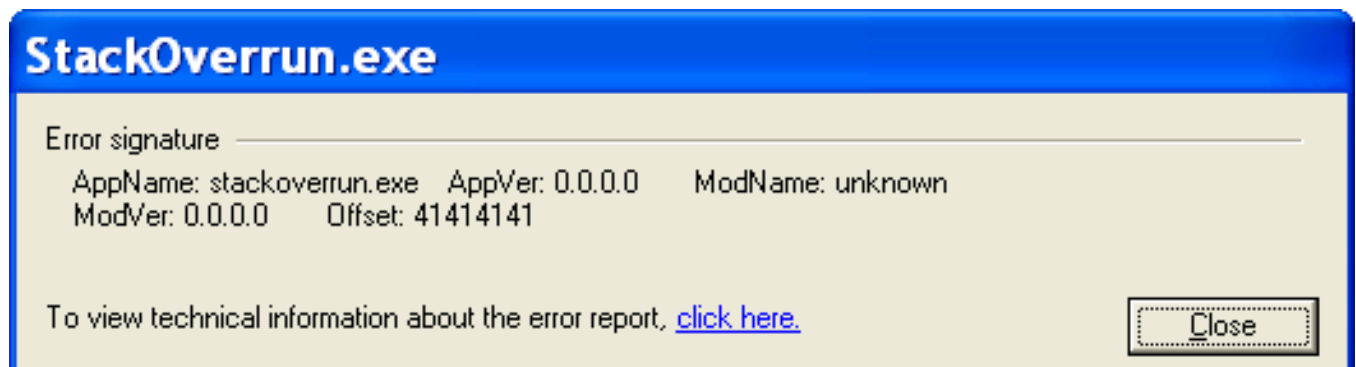 StackOverrun.exe
Error signature
AppName: stackoverrun.exe AppVer: 0.0.0.0 ModName: unknown
ModVer: 0.0.0.0 Offset: 41414141
To view technical information about the error report, click here.
Close